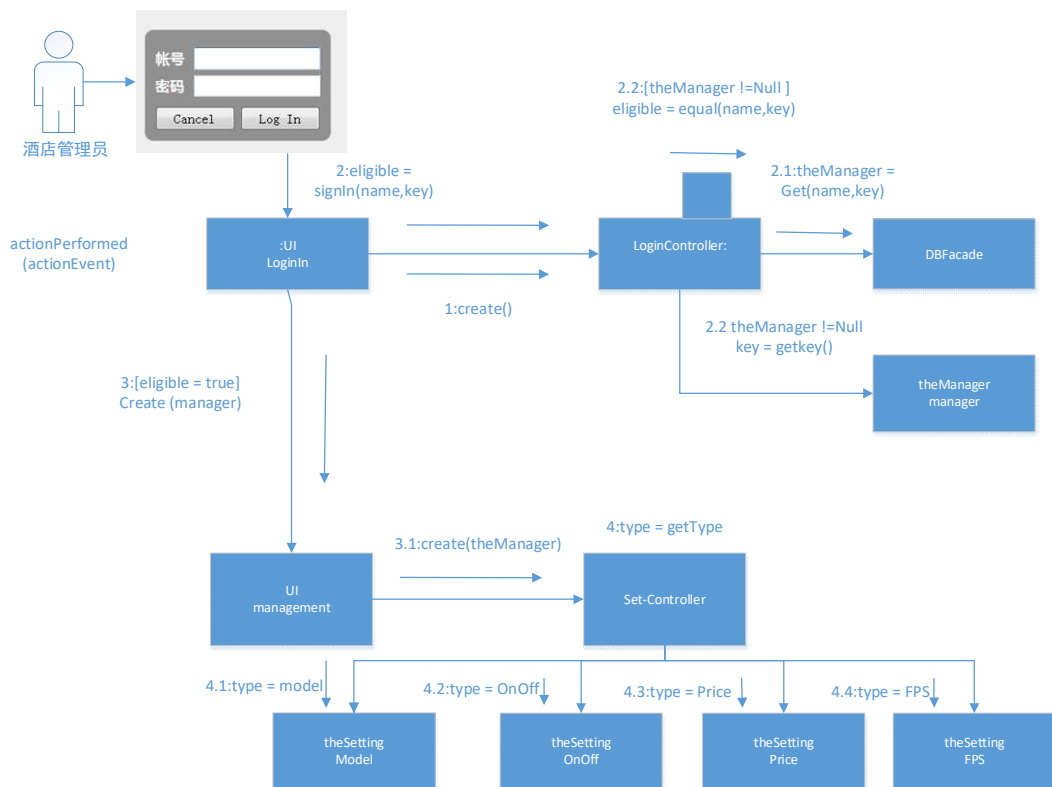 帐号
密码
Cancel
Log In
酒店管理员
2.2:[theManager !=Null ]
eligible = equal(name,key)
2:eligible =
signIn(name,key)
2.1:theManager =
Get(name,key)
actionPerformed
(actionEvent)
:UI
LoginIn
LoginController:
DBFacade
1:create()
2.2 theManager !=Null
key = getkey()
3:[eligible = true]
Create (manager)
theManager
manager
3.1:create(theManager)
4:type = getType
UI
management
Set-Controller
4.1:type = model
4.2:type = OnOff
4.3:type = Price
4.4:type = FPS
theSetting
Model
theSetting
OnOff
theSetting
Price
theSetting
FPS